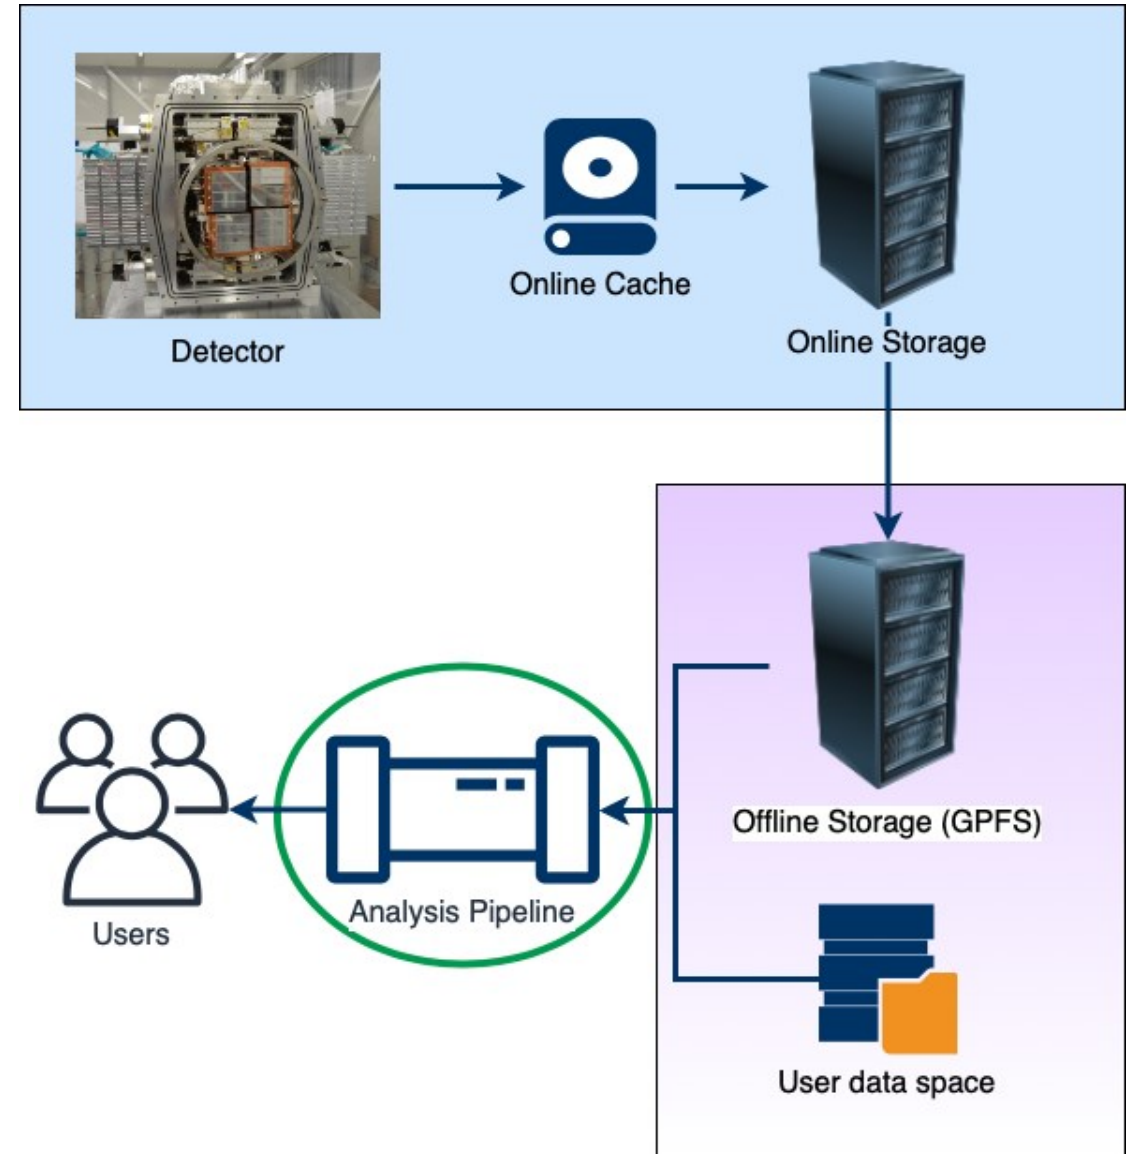 Detector
Online Cache
Online Storage
Offline Storage (GPFS)
Analysis Pipeline
Users
User data space